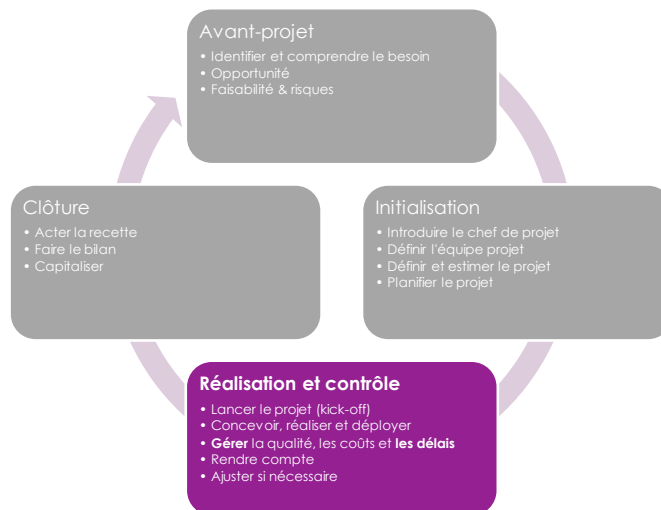 Avant-projet
• Identifier et comprendre le besoin
• Opportunité
• Faisabilité & risques
Clôture
• Acter la recette
• Faire le bilan
• Capitaliser
Initialisation
• Introduire le chef de projet
• Définir l'équipe projet
• Définir et estimer le projet
• Planifier le projet
Réalisation et contrôle
• Lancer le projet (kick-off)
• Concevoir, réaliser et déployer
• Gérer la qualité, les coûts et les délais
• Rendre compte
• Ajuster si nécessaire